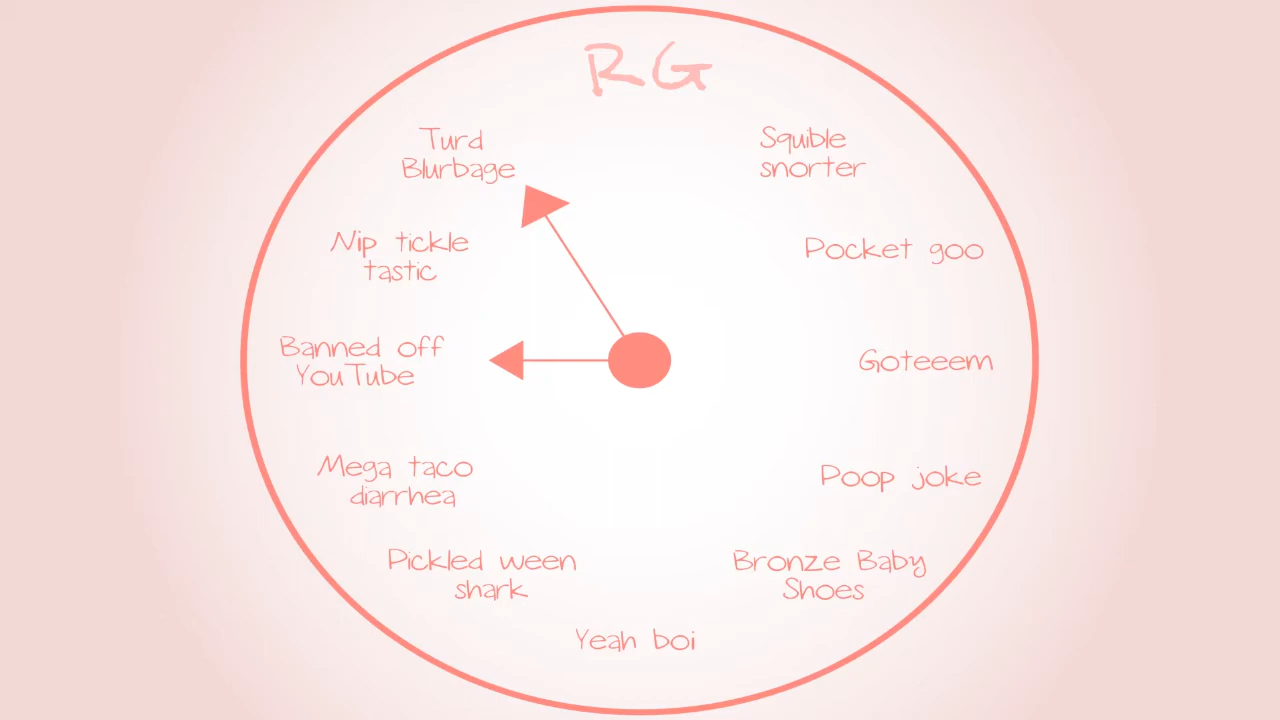 RG
Turd
Blurbage
Squible
snorter
Nip tickle
tastic
Pocket goo
Banned off
YouTube
Goteeem
Mega taco
diarrhea
Poop joke
Pickled ween
shark
Bronze Baby
Shoes
Yeah boi